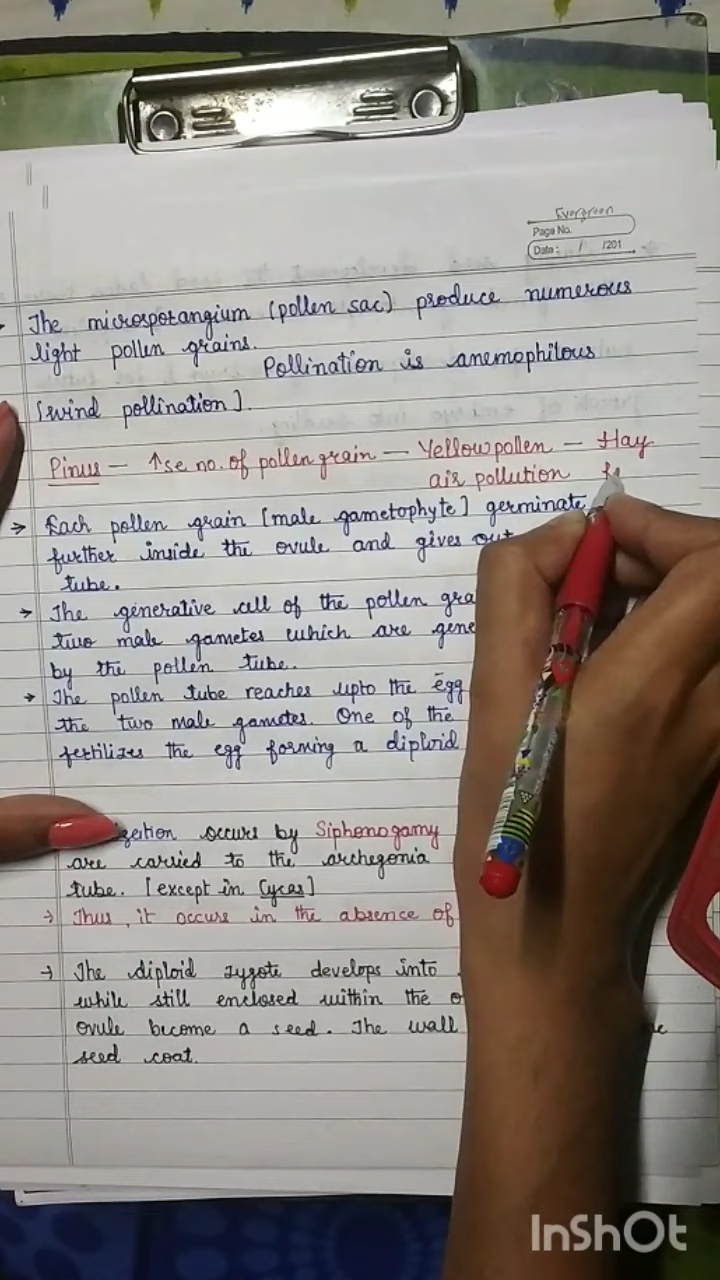 Evergreen
Page No.
Date : / /201
The microspotangium (pollen sac) produce numerous
light pollen grains.
Pollination is anemophilous
[wind pollination].
Pinus – ↑se no. of pollen grain – Yellow pollen – Hay
air pollution
→ Each pollen grain [male gametophyte] germinate
further inside the ovule and gives out
tube.
→ The generative cell of the pollen gra
two male gametes which are gene
by the pollen tube.
→ The pollen tube reaches upto the egg
the two male gametes. One of the
fertilizes the egg forming a diploid
occurs by Siphonogamy
are carried to the archegonia
tube. [except in Cycas]
→ Thus, it occurs in the absence of
→ The diploid zygote develops into
while still enclosed within the o
ovule become a seed. The wall
seed coat.
InShOt